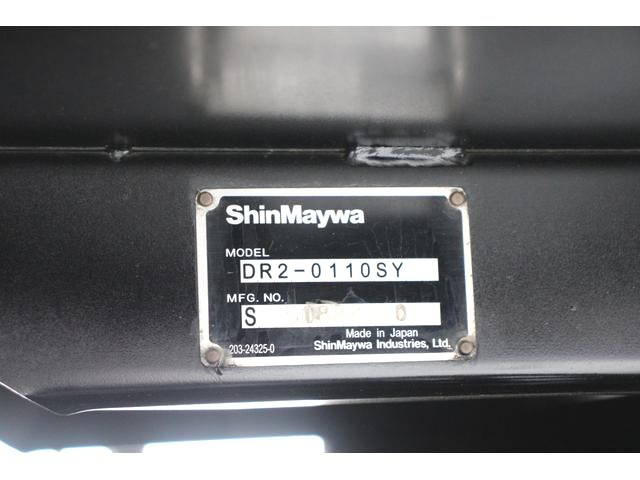 ShinMaywa
MODEL
DR2-0110SY
MFG. NO.
S
Made in Japan
203-24325-0 ShinMaywa Industries, Ltd.